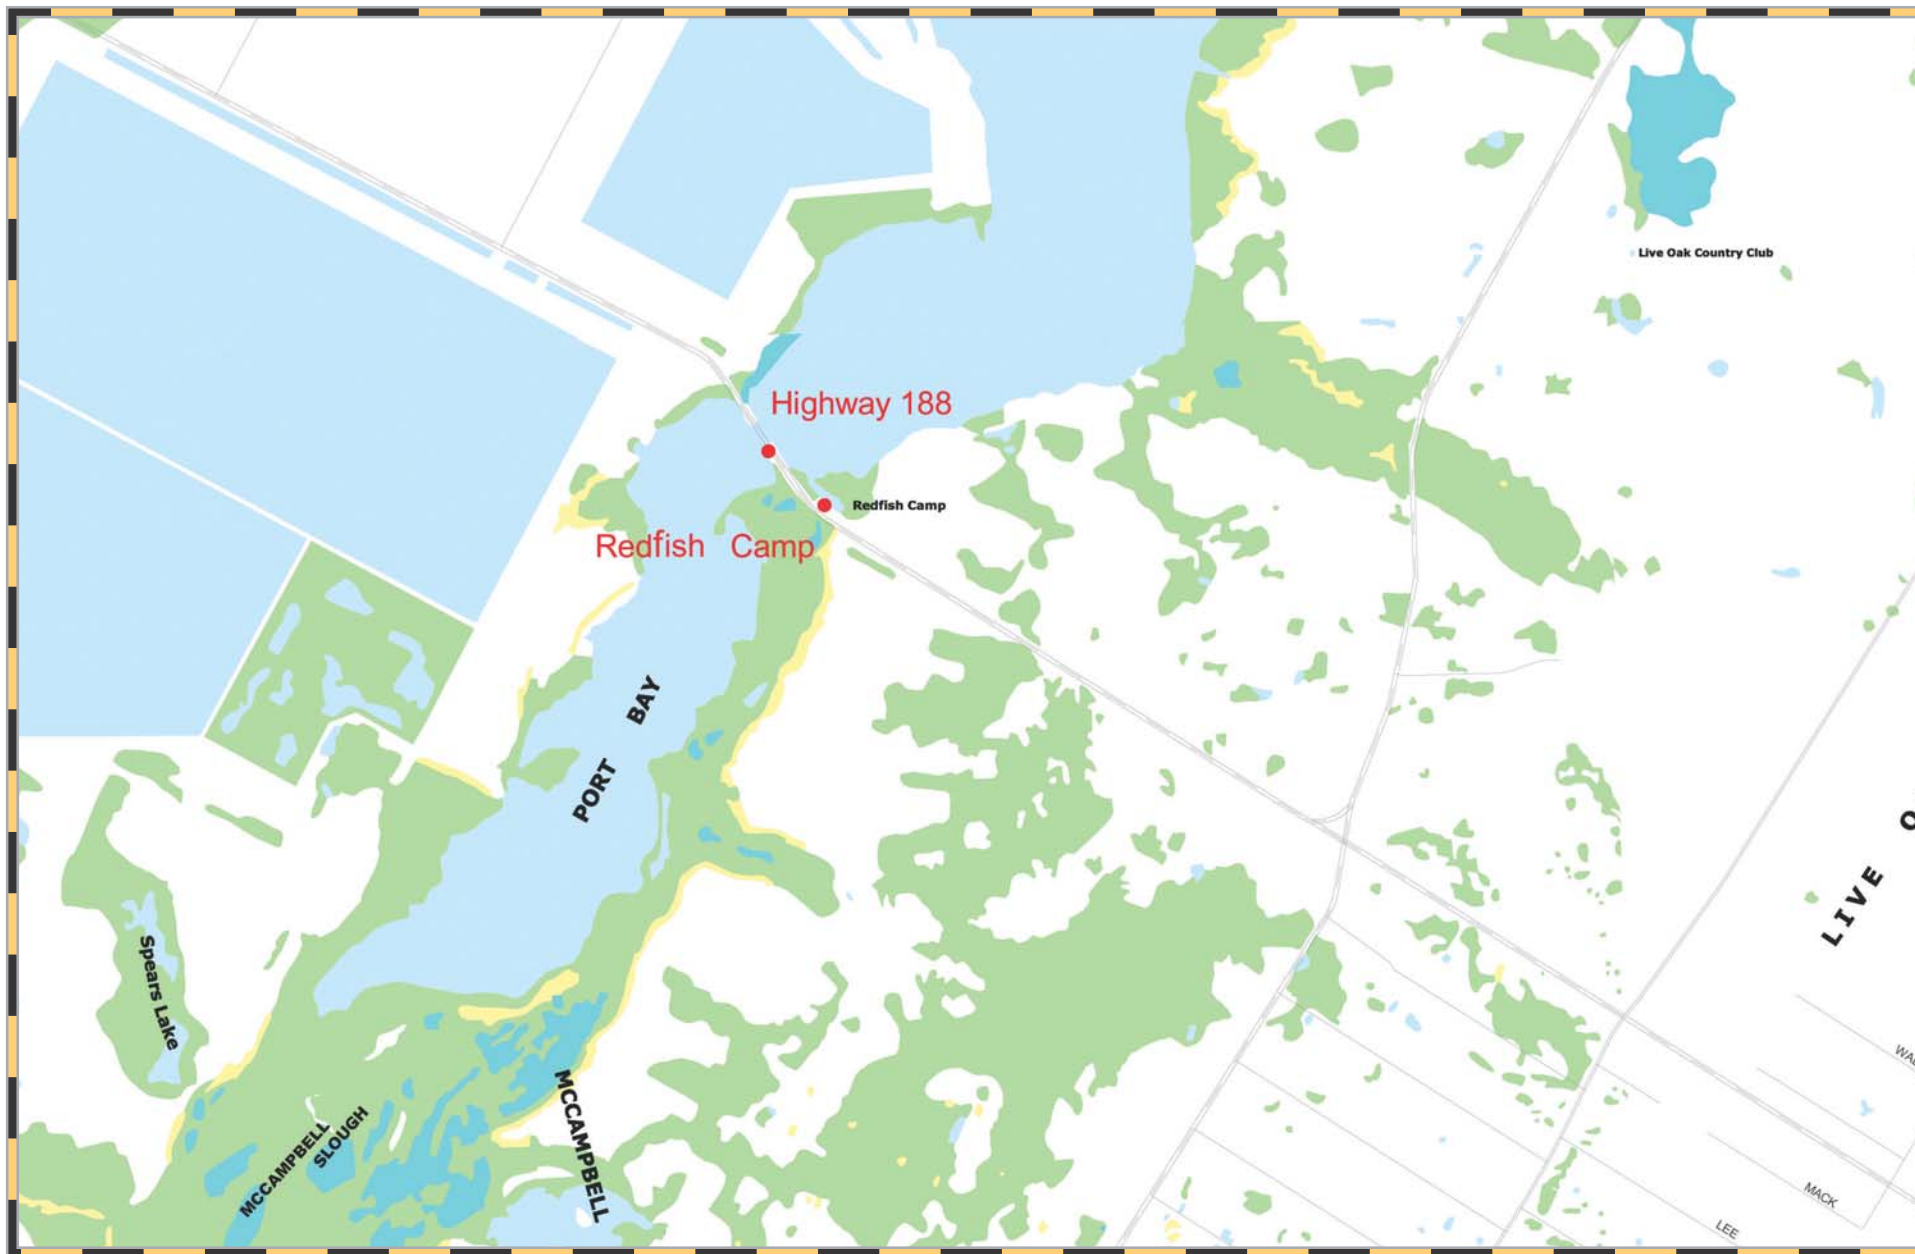 Live Oak Country Club
Highway 188
Redfish Camp
Redfish Camp
PORT BAY
LIVE O
Spears Lake
MCCAMPBELL
SLOUGH
MCCAMPBELL
MACK
LEE